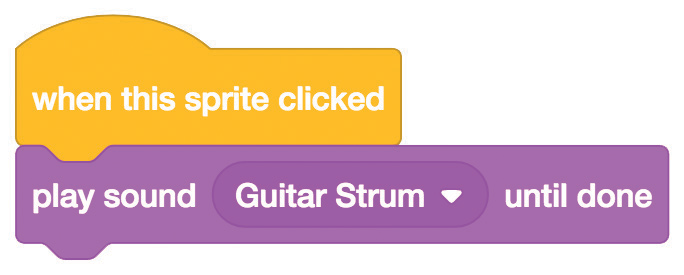 when this sprite clicked
play sound Guitar Strum until done